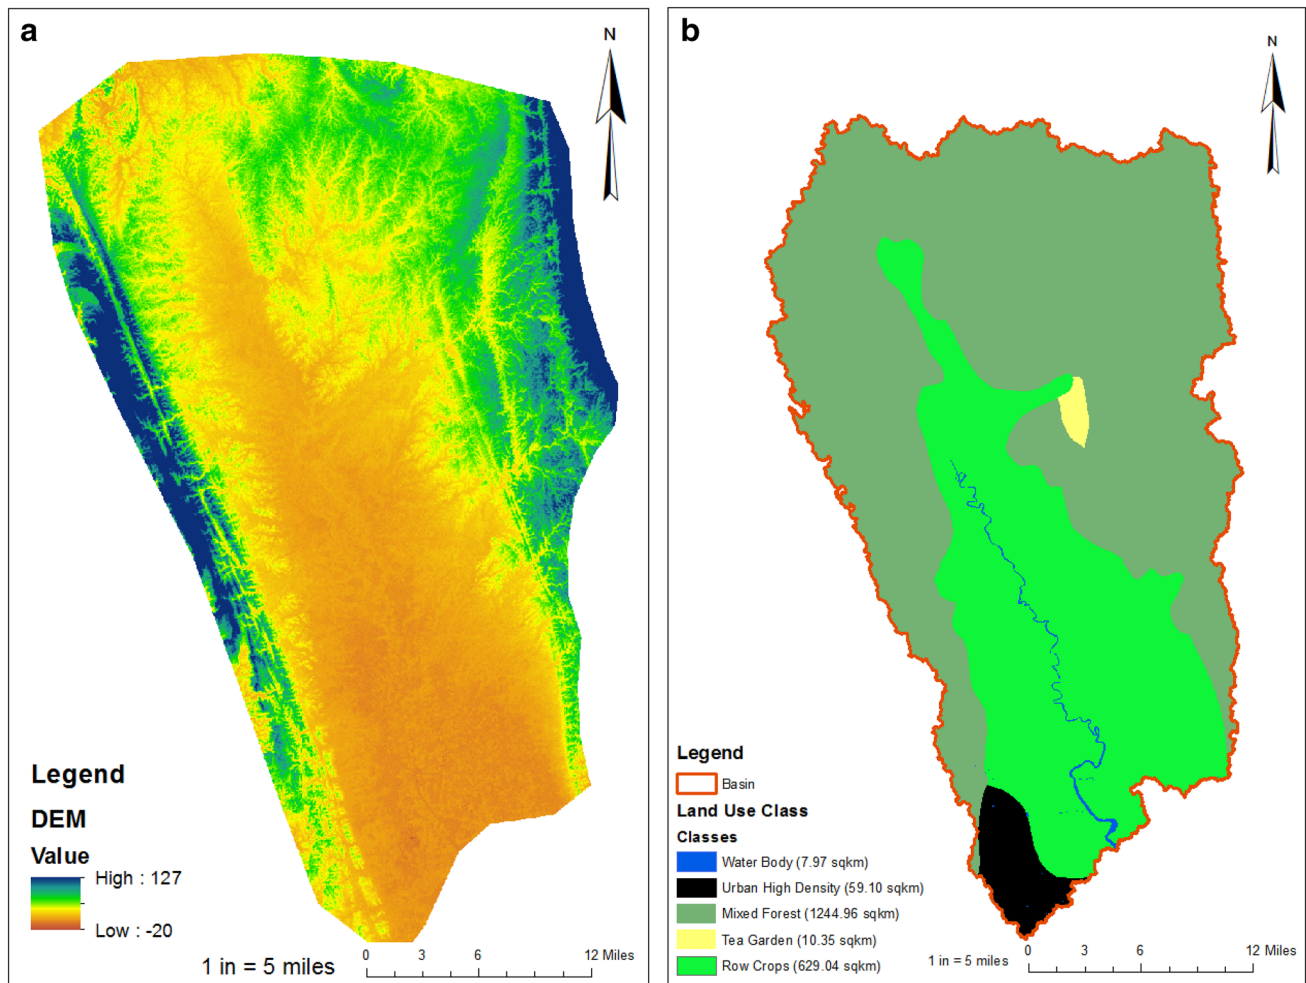 a
N
Legend
DEM
Value
High : 127
Low : -20
1 in = 5 miles
0 3 6 12 Miles
b
N
Legend
Basin
Land Use Class
Classes
Water Body (7.97 sqkm)
Urban High Density (59.10 sqkm)
Mixed Forest (1244.96 sqkm)
Tea Garden (10.35 sqkm)
Row Crops (629.04 sqkm)
1 in = 5 miles
0 3 6 12 Miles